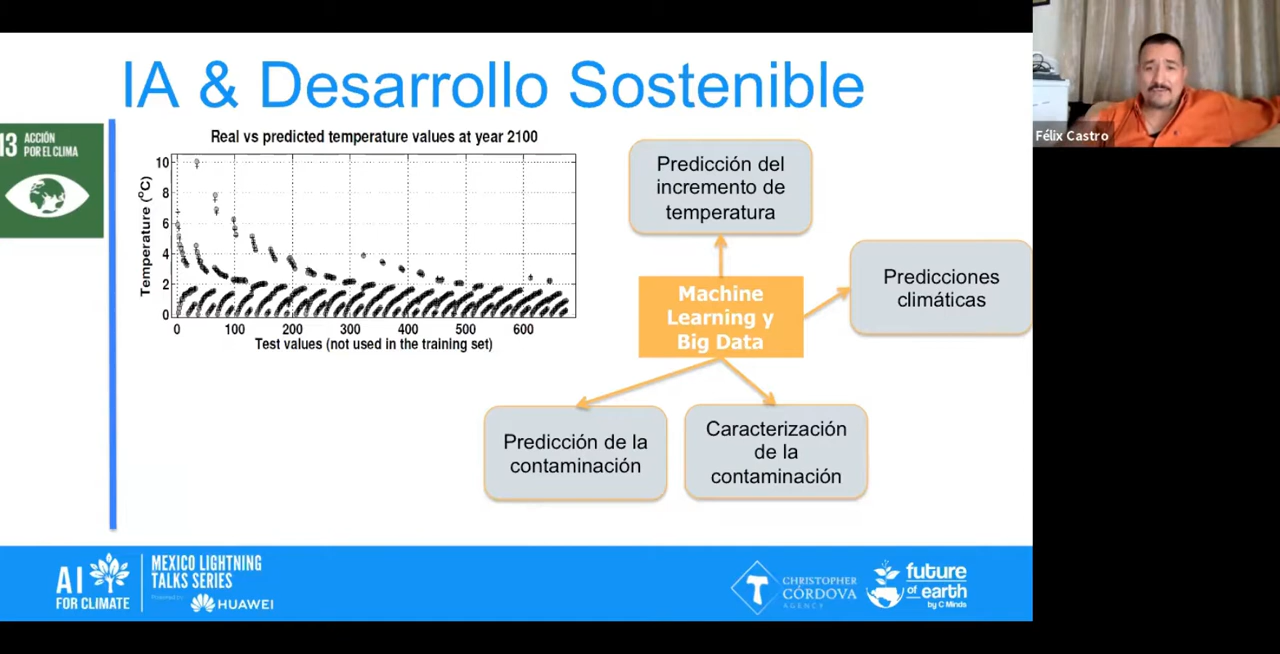 IA & Desarrollo Sostenible
13 ACCIÓN
POR EL CLIMA
Real vs predicted temperature values at year 2100
Temperature (°C)
10
8
6
4
2
0
0 100 200 300 400 500 600
Test values (not used in the training set)
Predicción del
incremento de
temperatura
Machine
Learning y
Big Data
Predicciones
climáticas
Predicción de la
contaminación
Caracterización
de la
contaminación
AI
FOR CLIMATE
MEXICO LIGHTNING
TALKS SERIES
HUAWEI
CHRISTOPHER
CÓRDOVA
AGENCY
future
of earth
by C Minds
Félix Castro